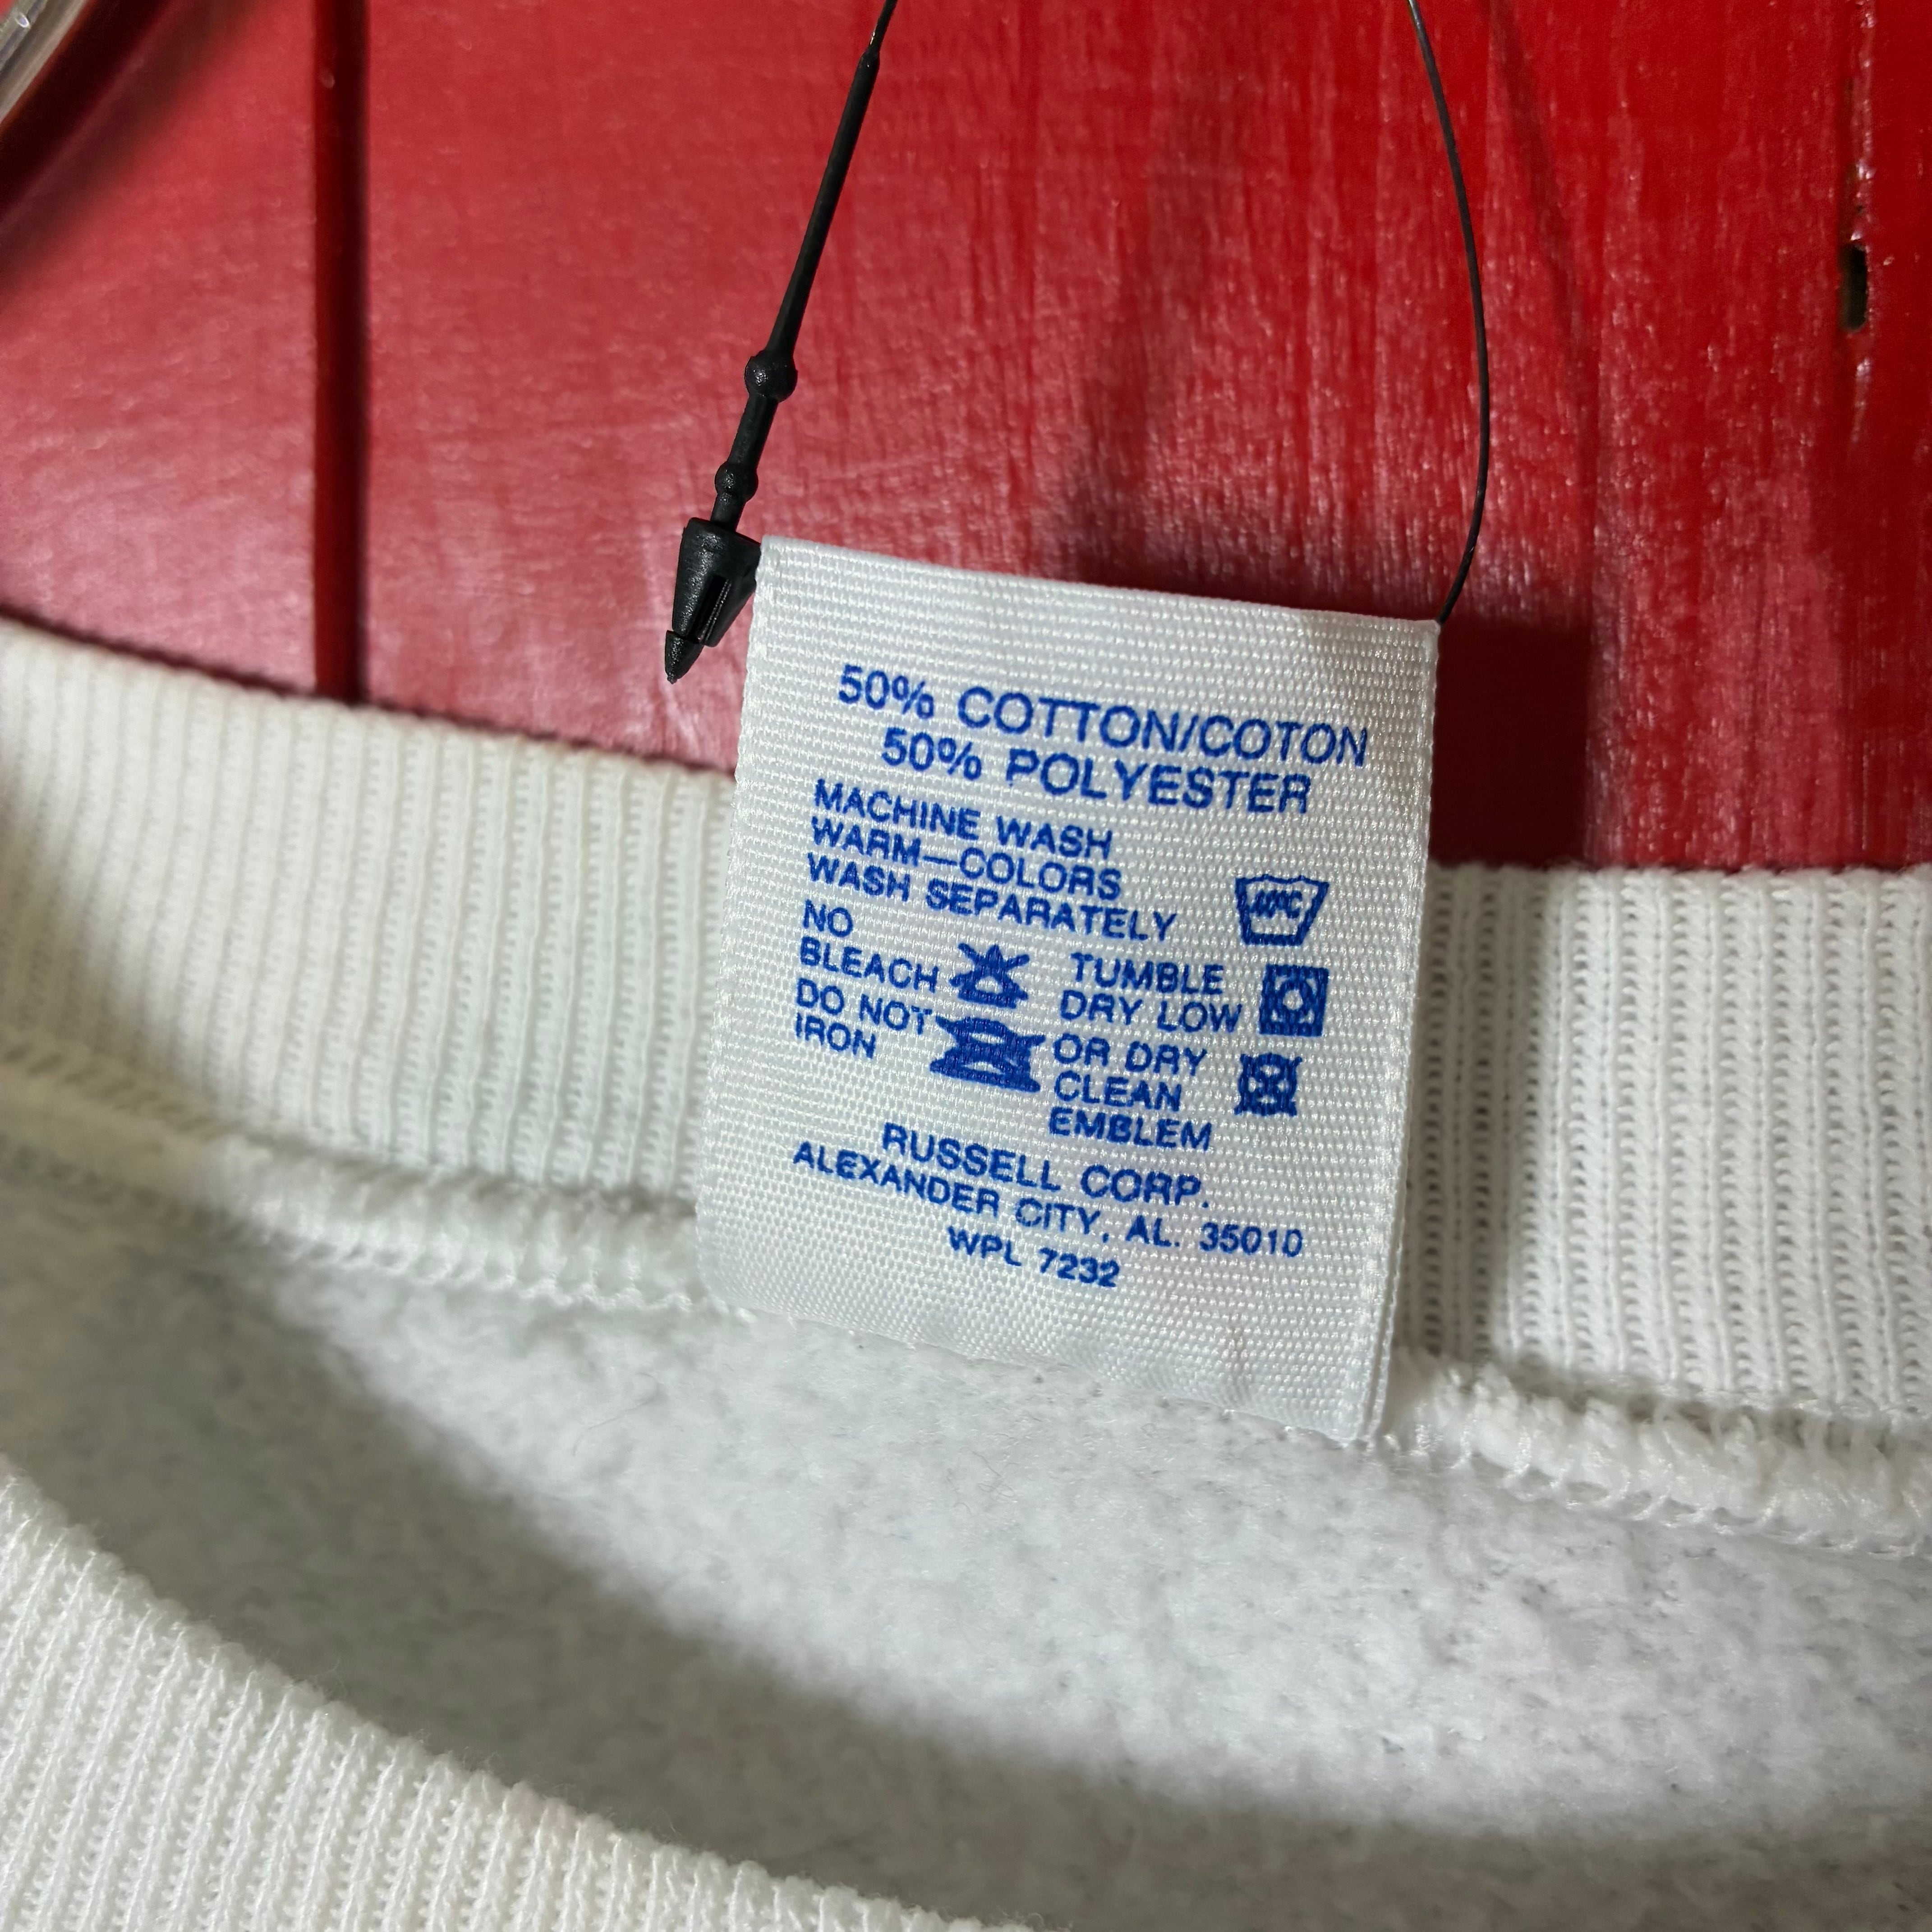 50% COTTON/COTON
50% POLYESTER
MACHINE WASH
WARM—COLORS
WASH SEPARATELY
NO
BLEACH
TUMBLE
DRY LOW
DO NOT
IRON
OR DRY
CLEAN
EMBLEM
RUSSELL CORP.
ALEXANDER CITY, AL. 35010
WPL 7232